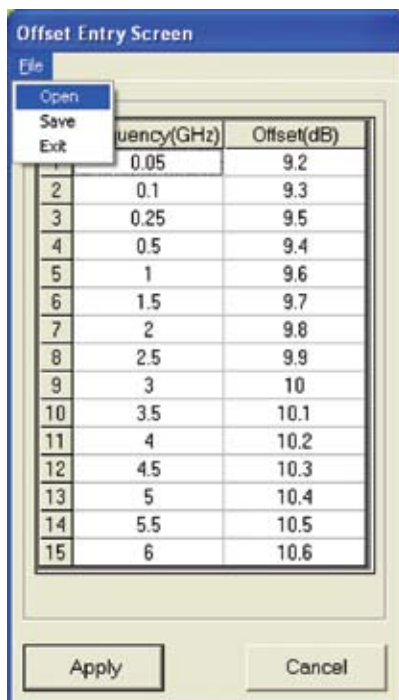 Offset Entry Screen
File
Open
Save
Exit
uency(GHz) Offset(dB)
1 0.05 9.2
2 0.1 9.3
3 0.25 9.5
4 0.5 9.4
5 1 9.6
6 1.5 9.7
7 2 9.8
8 2.5 9.9
9 3 10
10 3.5 10.1
11 4 10.2
12 4.5 10.3
13 5 10.4
14 5.5 10.5
15 6 10.6
Apply Cancel